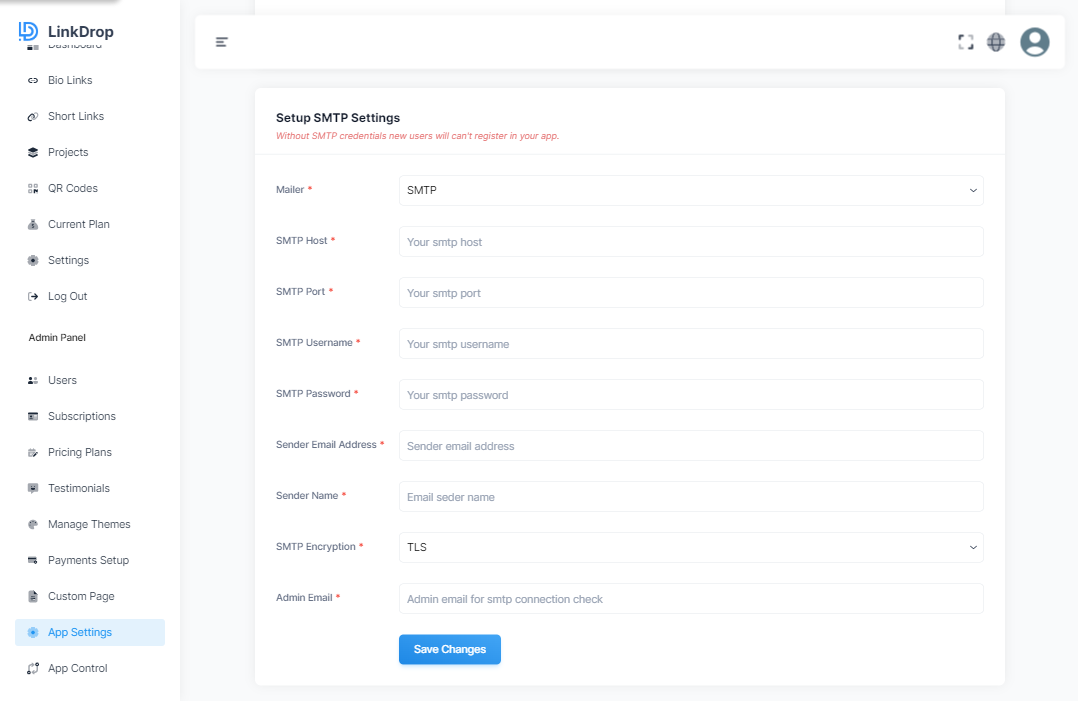 LinkDrop
Dashboard
Bio Links
Short Links
Projects
QR Codes
Current Plan
Settings
Log Out
Admin Panel
Users
Subscriptions
Pricing Plans
Testimonials
Manage Themes
Payments Setup
Custom Page
App Settings
App Control
Setup SMTP Settings
Without SMTP credentials new users will can't register in your app.
Mailer *
SMTP
SMTP Host *
Your smtp host
SMTP Port *
Your smtp port
SMTP Username *
Your smtp username
SMTP Password *
Your smtp password
Sender Email Address *
Sender email address
Sender Name *
Email seder name
SMTP Encryption *
TLS
Admin Email *
Admin email for smtp connection check
Save Changes